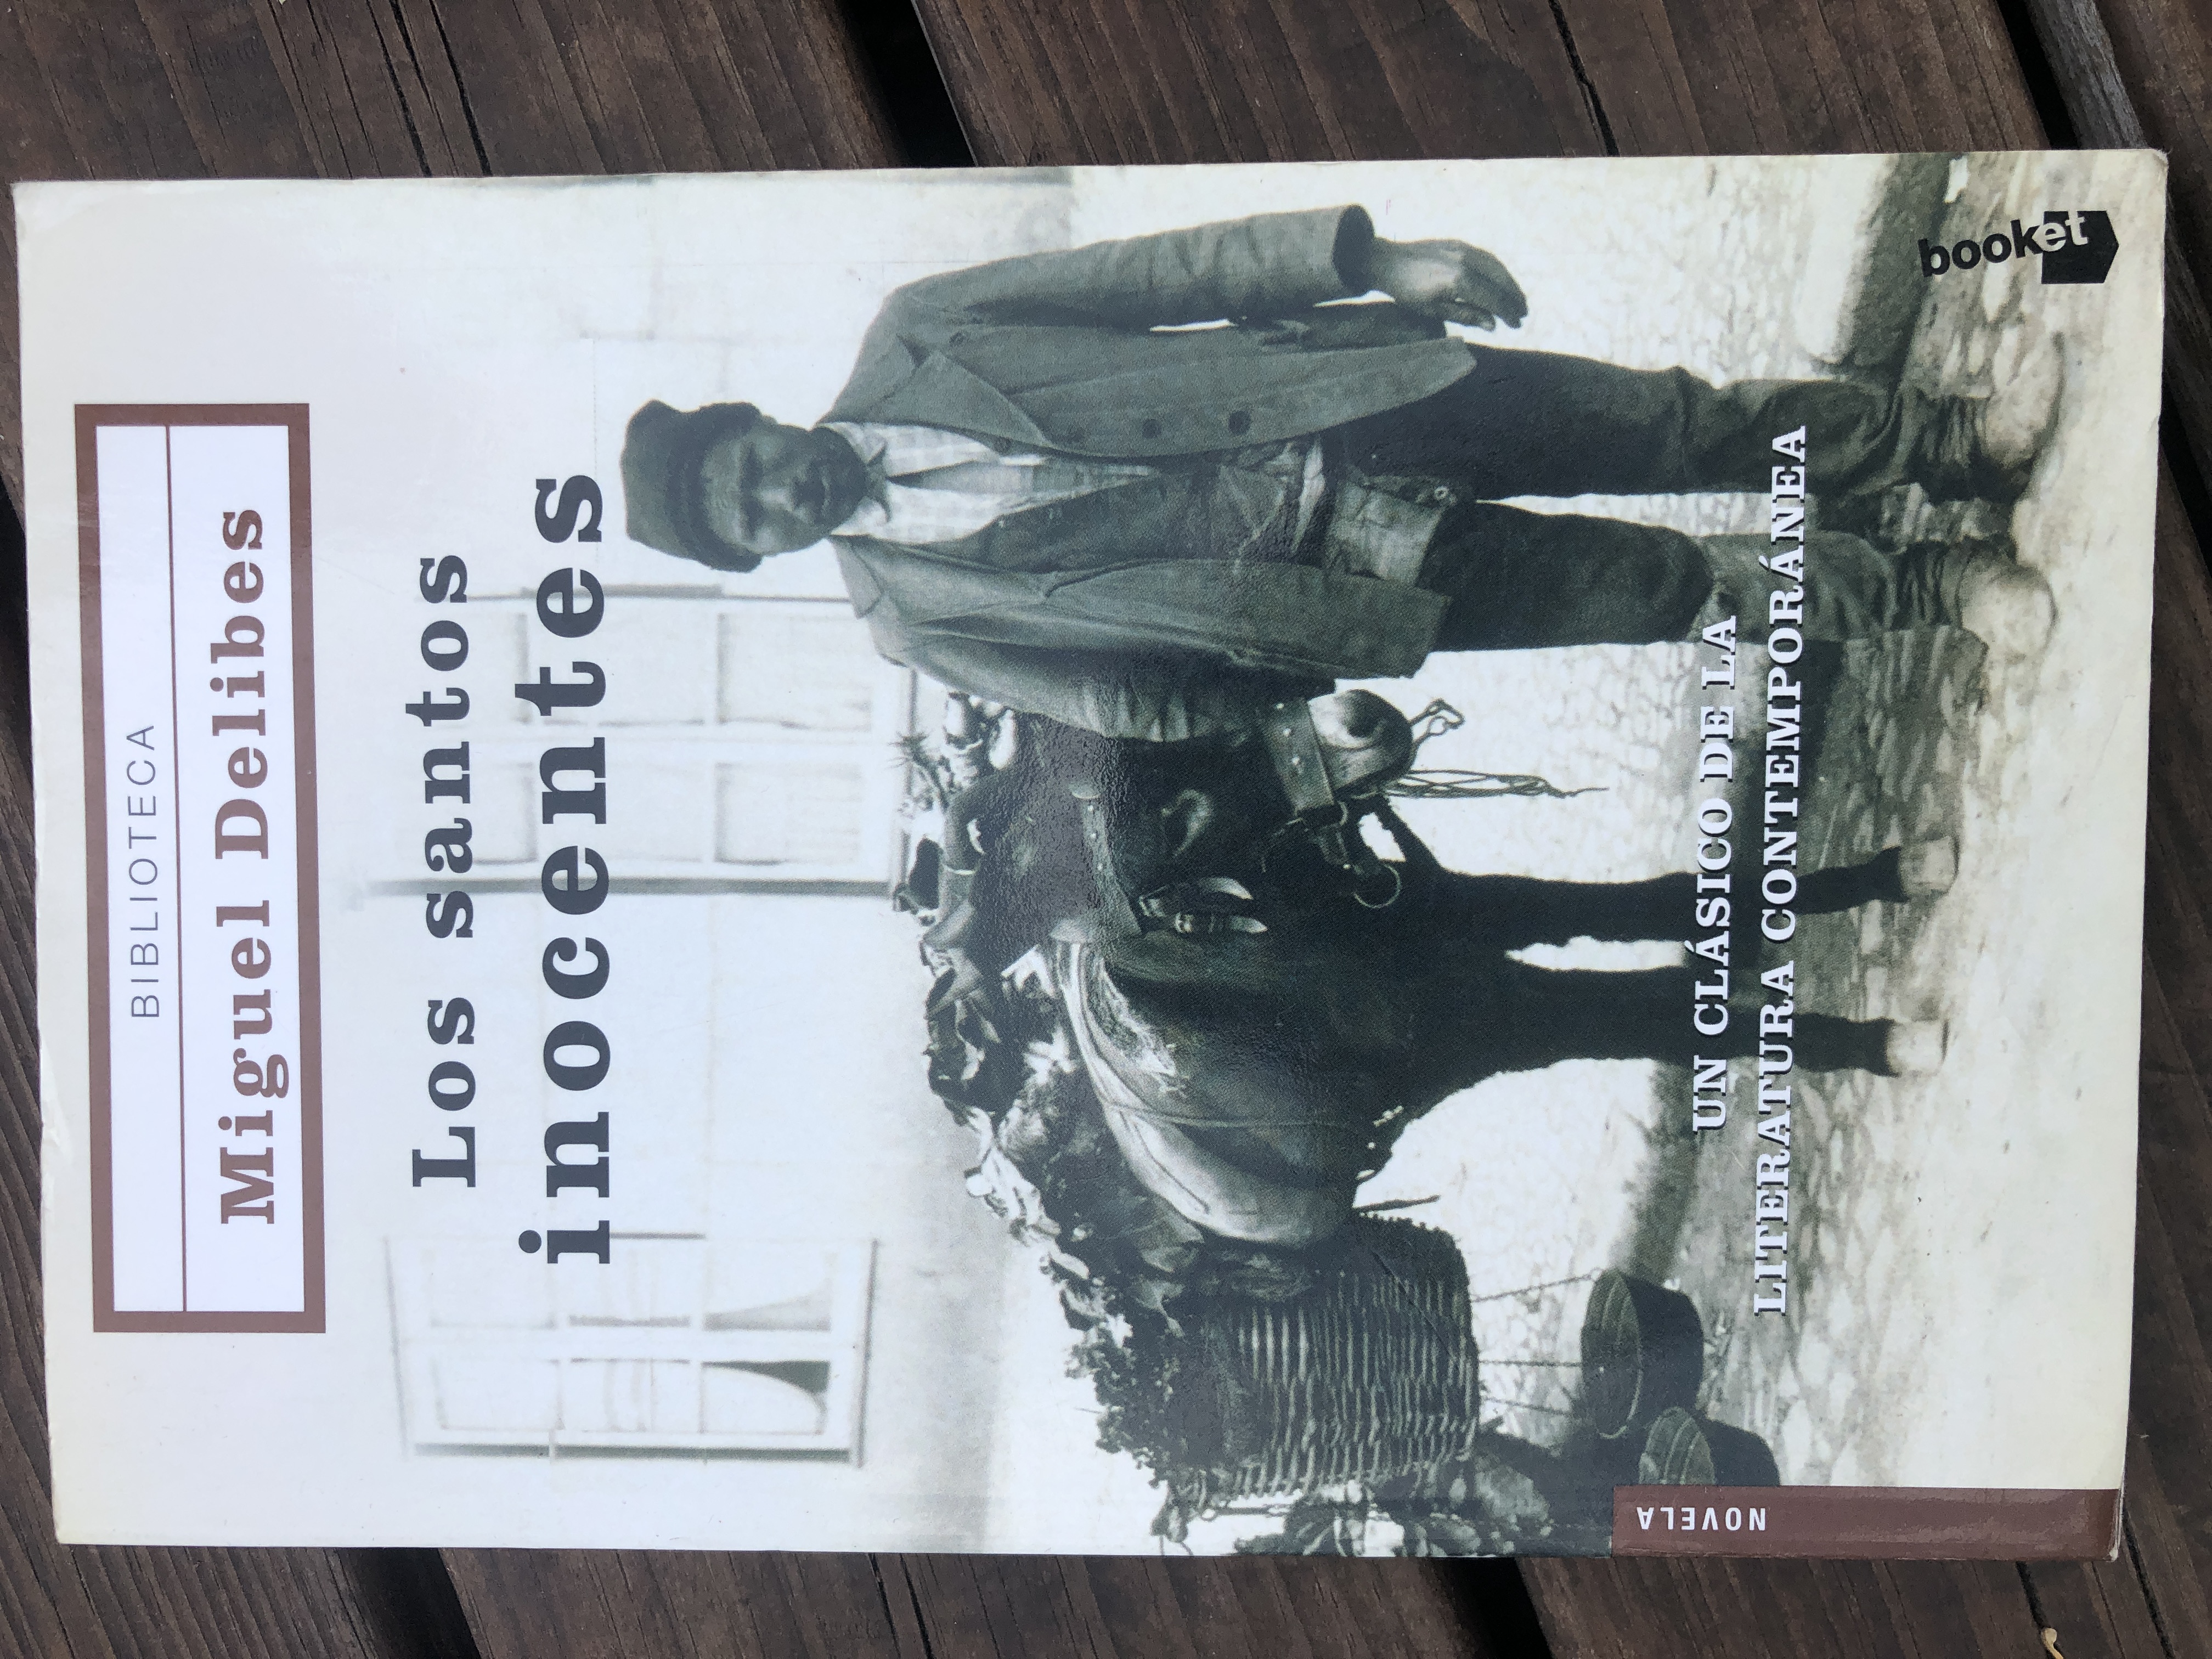 BIBLIOTECA
Miguel Delibes
Los santos
inocentes
UN CLÁSICO DE LA
LITERATURA CONTEMPORÁNEA
NOVELA
booket